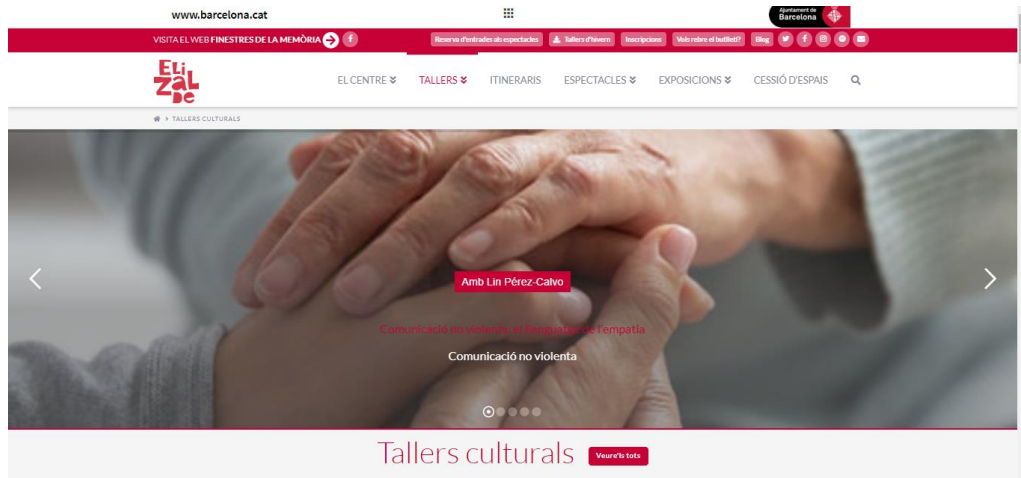 www.barcelona.cat
Ajuntament de
Barcelona
VISITA EL WEB FINESTRES DE LA MEMÒRIA
Reserva d'entrades als espectacles Tallers d'hivern Inscripcions Vols rebre el butlletí? Blog
ELi
ZaL
De
EL CENTRE TALLERS ITINERARIS ESPECTACLES EXPOSICIONS CESSIÓ D'ESPAIS
> TALLERS CULTURALS
Amb Lin Pérez-Calvo
Comunicació no violenta: el llenguatge de l'empatia
Comunicació no violenta
Tallers culturals Veure'ls tots